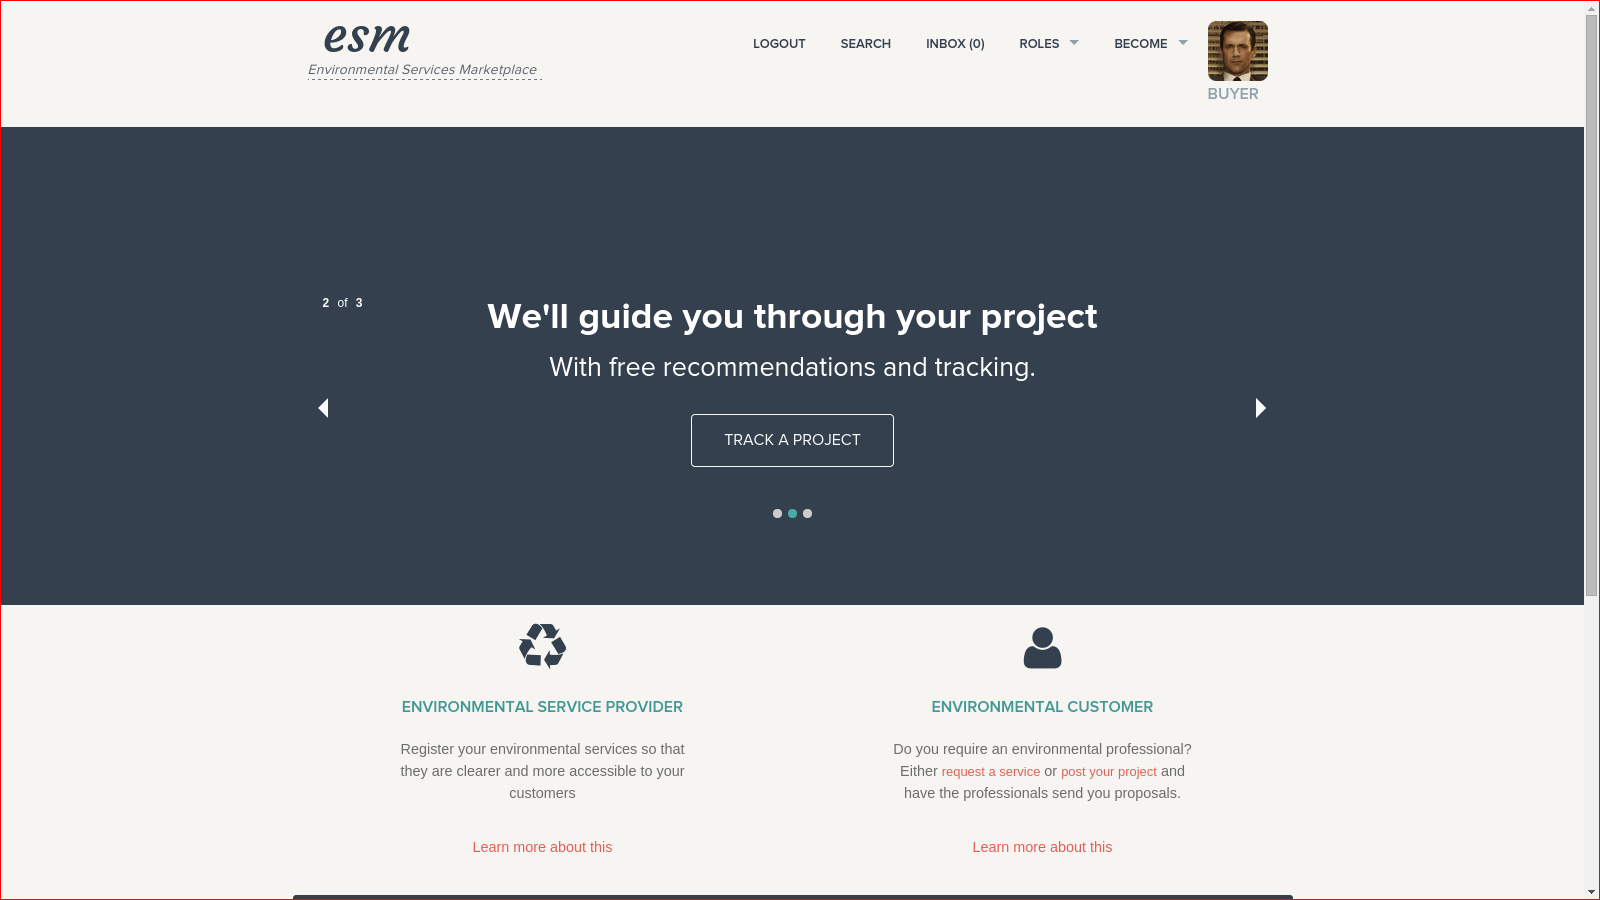 esm
Environmental Services Marketplace
LOGOUT SEARCH INBOX (0) ROLES BECOME
BUYER
2 of 3
We'll guide you through your project
With free recommendations and tracking.
TRACK A PROJECT
ENVIRONMENTAL SERVICE PROVIDER
Register your environmental services so that
they are clearer and more accessible to your
customers
Learn more about this
ENVIRONMENTAL CUSTOMER
Do you require an environmental professional?
Either request a service or post your project and
have the professionals send you proposals.
Learn more about this